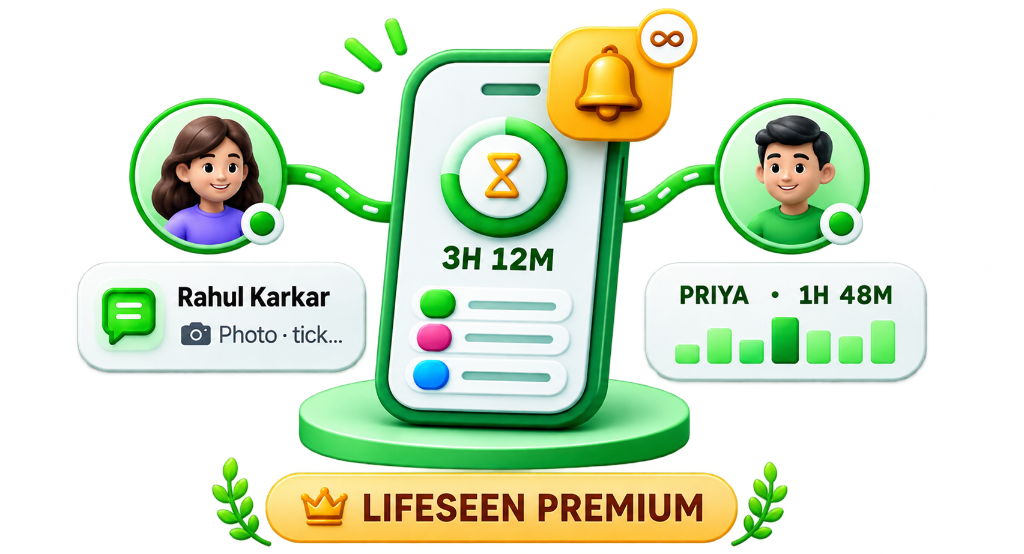 3H 12M
Rahul Karkar
Photo · tick...
PRIYA • 1H 48M
LIFESEEN PREMIUM